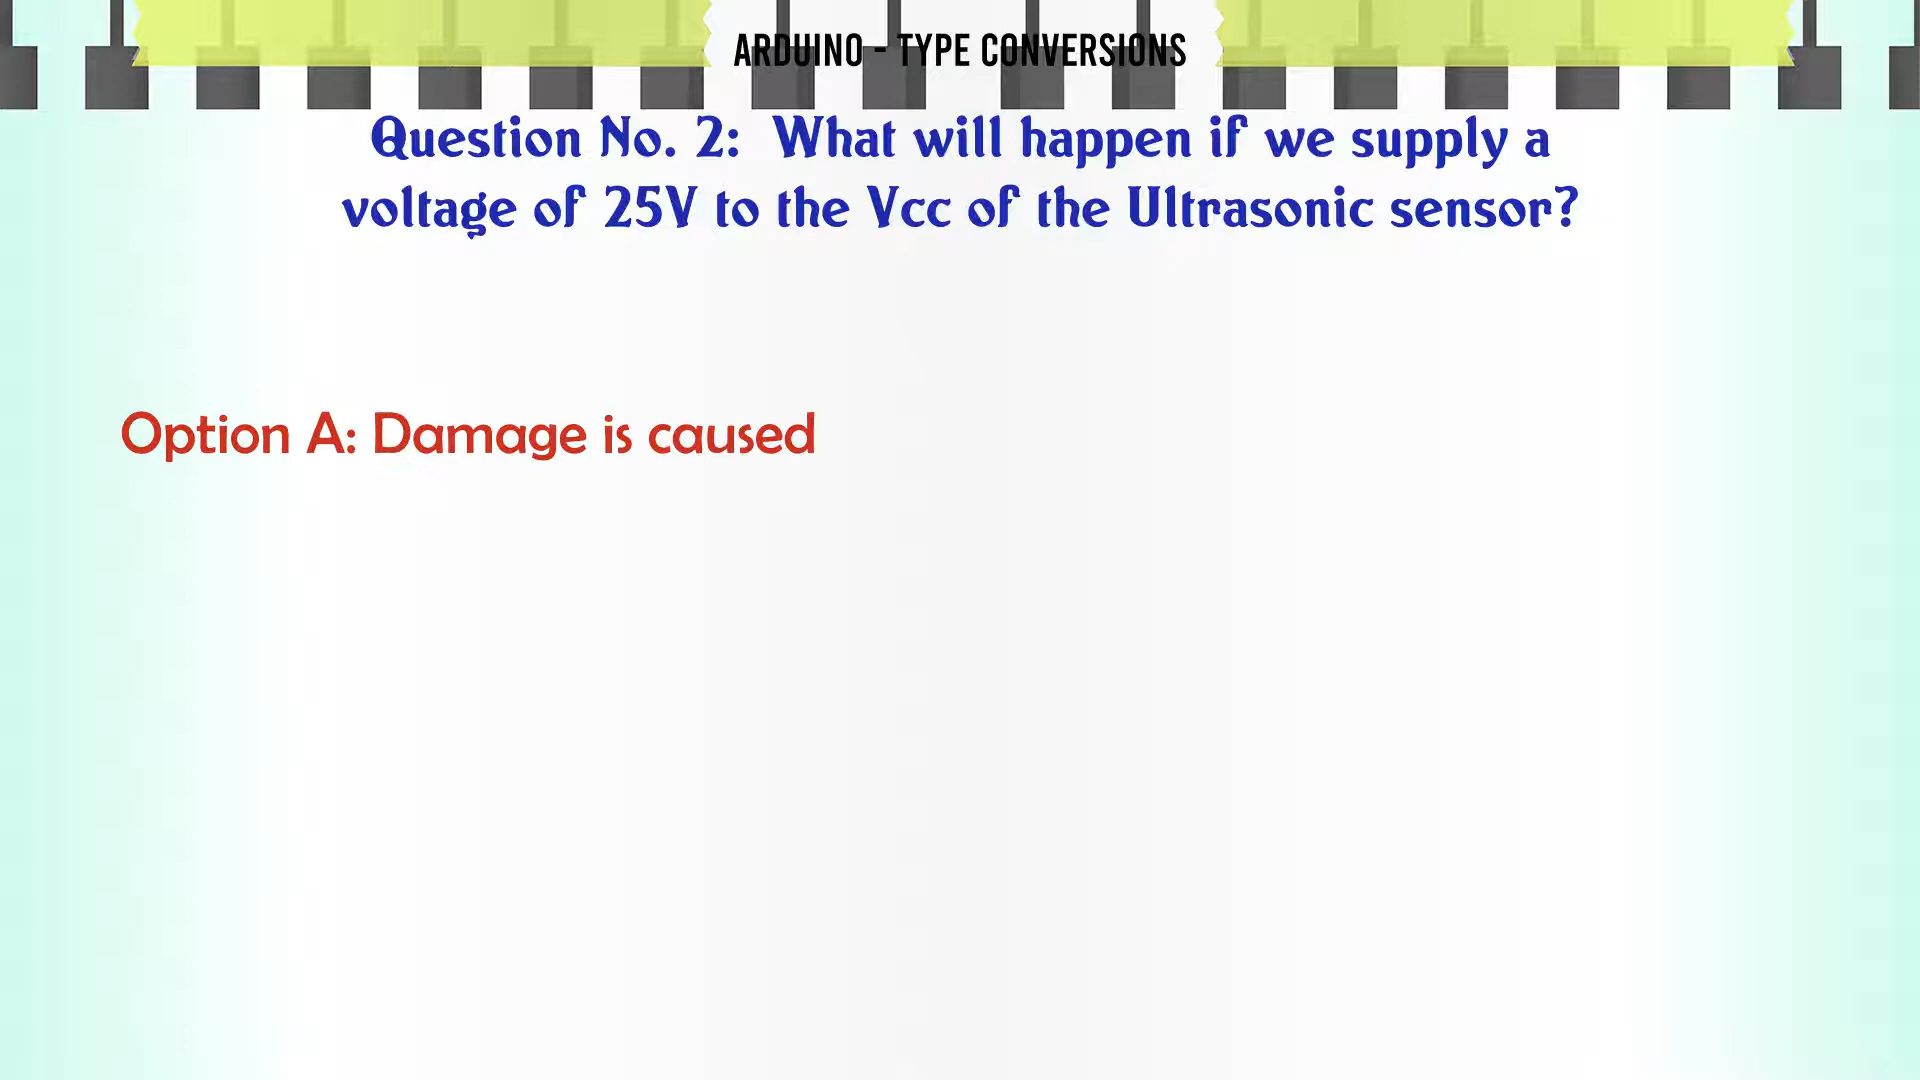 ARDUINO - TYPE CONVERSIONS
Question No. 2: What will happen if we supply a
voltage of 25V to the Vcc of the Ultrasonic sensor?
Option A: Damage is caused